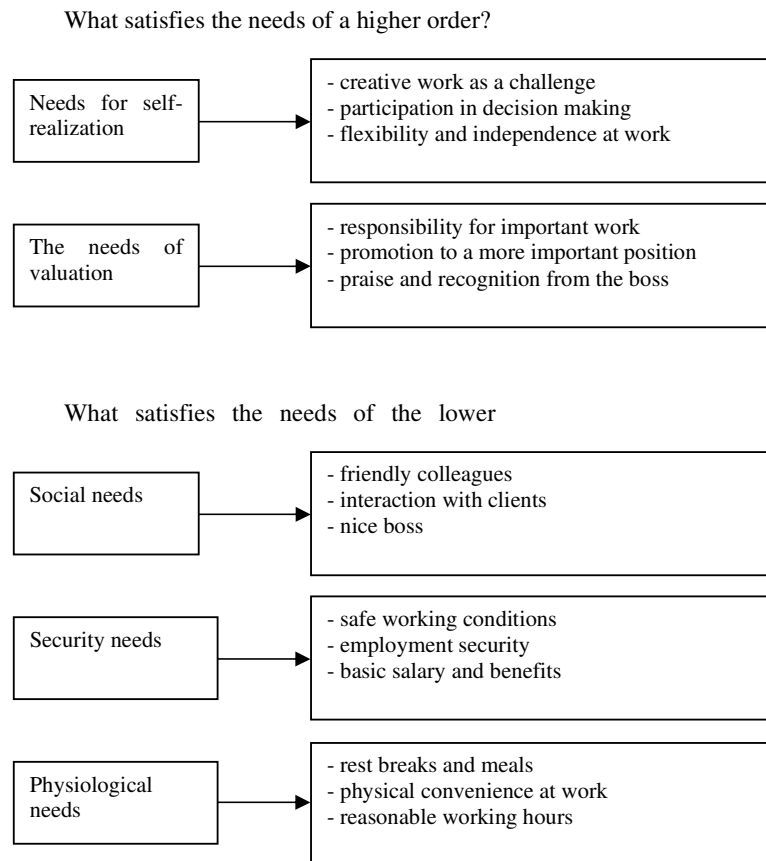 What satisfies the needs of a higher order?
Needs for self-
realization
- creative work as a challenge
- participation in decision making
- flexibility and independence at work
The needs of
valuation
- responsibility for important work
- promotion to a more important position
- praise and recognition from the boss
What satisfies the needs of the lower
Social needs
- friendly colleagues
- interaction with clients
- nice boss
Security needs
- safe working conditions
- employment security
- basic salary and benefits
Physiological
needs
- rest breaks and meals
- physical convenience at work
- reasonable working hours